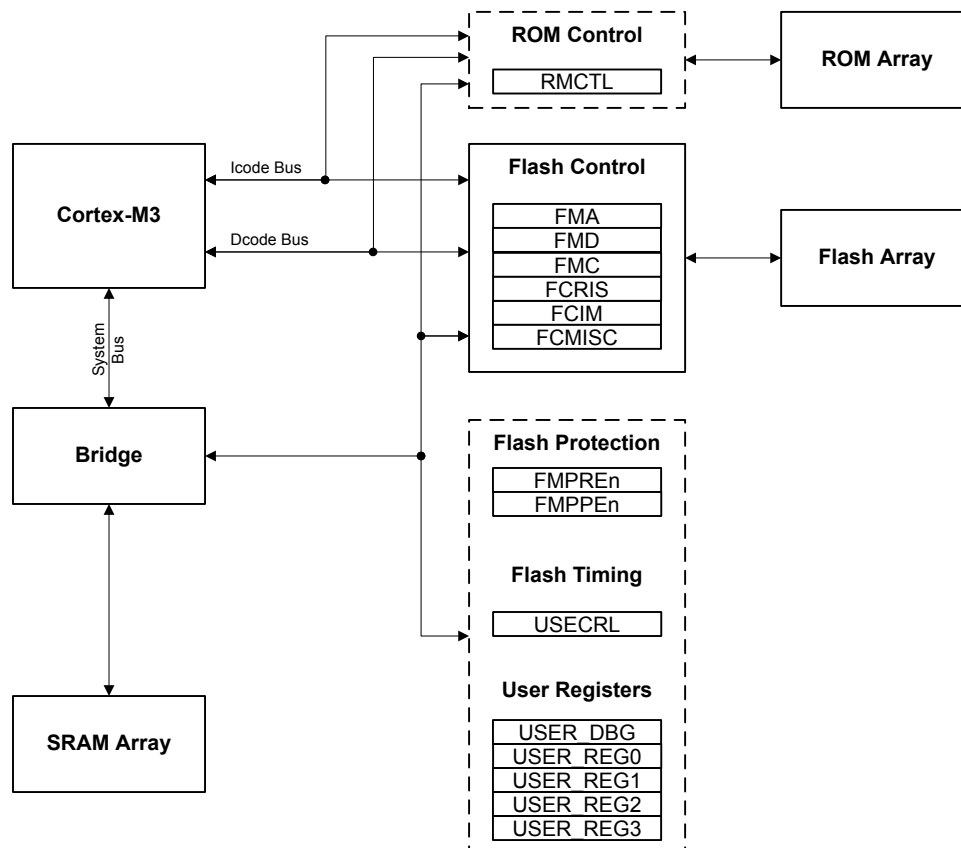 ROM Control
RMCTL
ROM Array
Icode Bus
Dcode Bus
Cortex-M3
System
Bus
Flash Control
FMA
FMD
FMC
FCRIS
FCIM
FCMISC
Flash Array
Bridge
Flash Protection
FMPREn
FMPPEn
Flash Timing
USECRL
User Registers
USER_DBG
USER_REG0
USER_REG1
USER_REG2
USER_REG3
SRAM Array